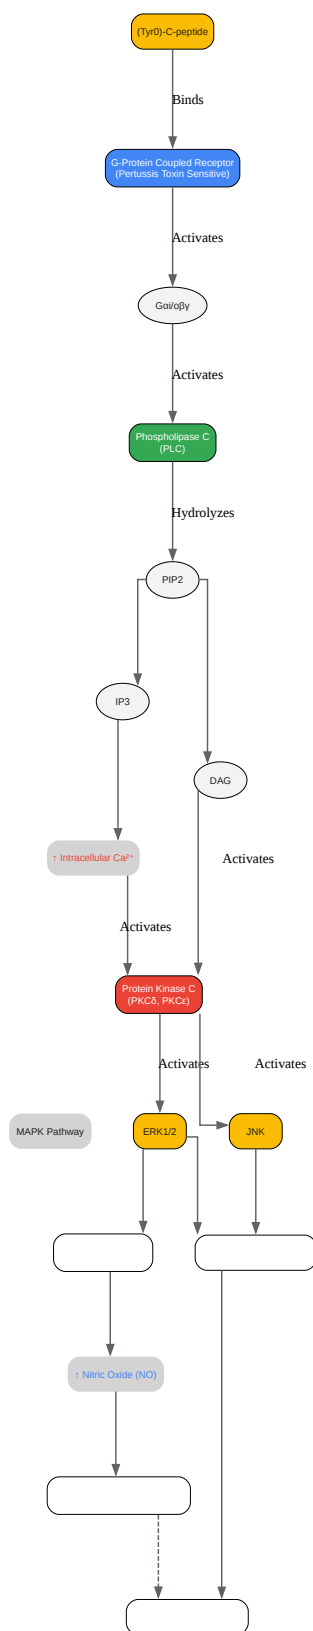 (Tyr0)-C-peptide
Binds
G-Protein Coupled Receptor
(Pertussis Toxin Sensitive)
Activates
Gαi/oβγ
Activates
Phospholipase C
(PLC)
Hydrolyzes
PIP2
IP3
DAG
↑ Intracellular Ca²⁺
Activates
Activates
Protein Kinase C
(PKCδ, PKCε)
Activates
Activates
MAPK Pathway
ERK1/2
JNK
↑ Nitric Oxide (NO)